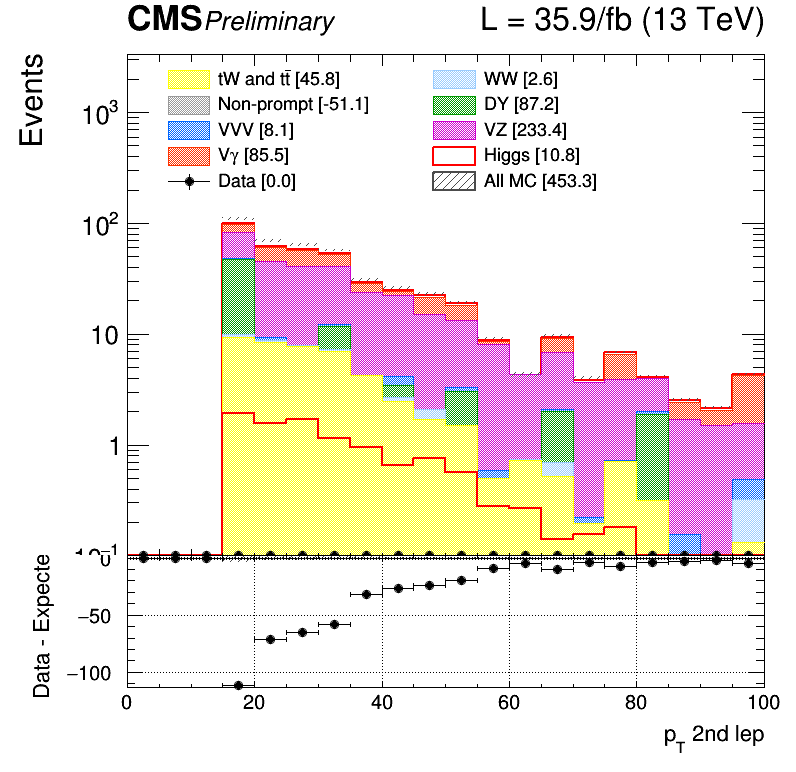 CMS Preliminary L = 35.9/fb (13 TeV)
Events
tW and tt̄ [45.8] WW [2.6]
Non-prompt [-51.1] DY [87.2]
VVV [8.1] VZ [233.4]
Vγ [85.5] Higgs [10.8]
Data [0.0] All MC [453.3]
10³
10²
10
1
Data - Expecte
0
−50
−100
0 20 40 60 80 100
p_T 2nd lep